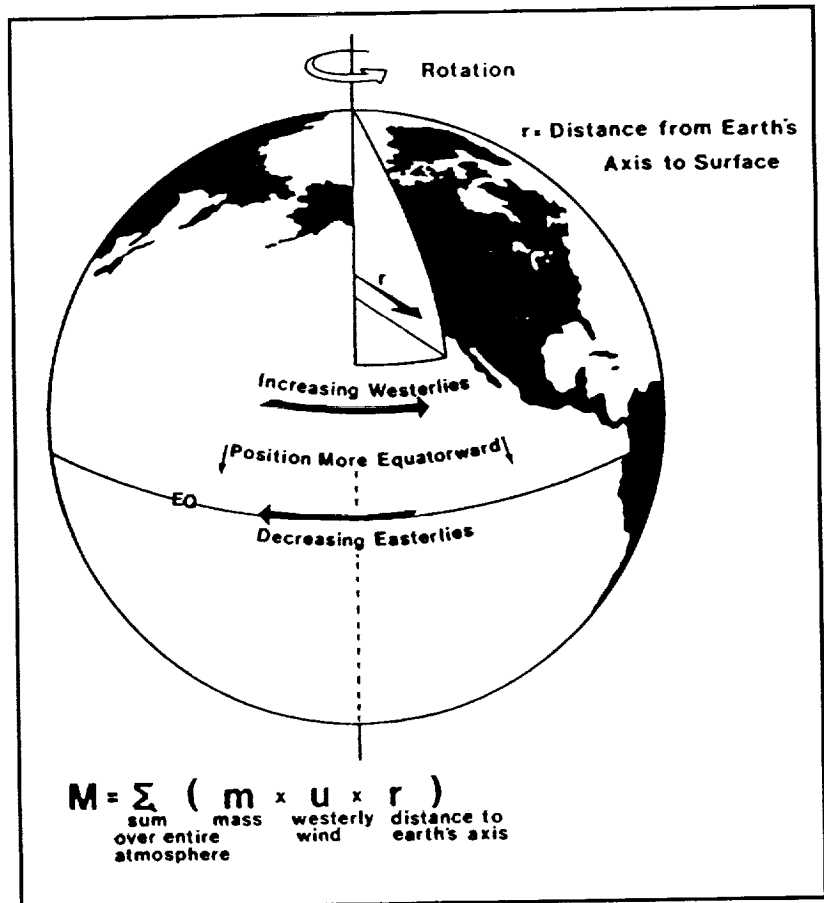 Rotation
r= Distance from Earth's
Axis to Surface
r
Increasing Westerlies
Position More Equatorward
EQ
Decreasing Easterlies
M = Σ ( m x u x r )
sum mass westerly distance to
over entire wind earth's axis
atmosphere